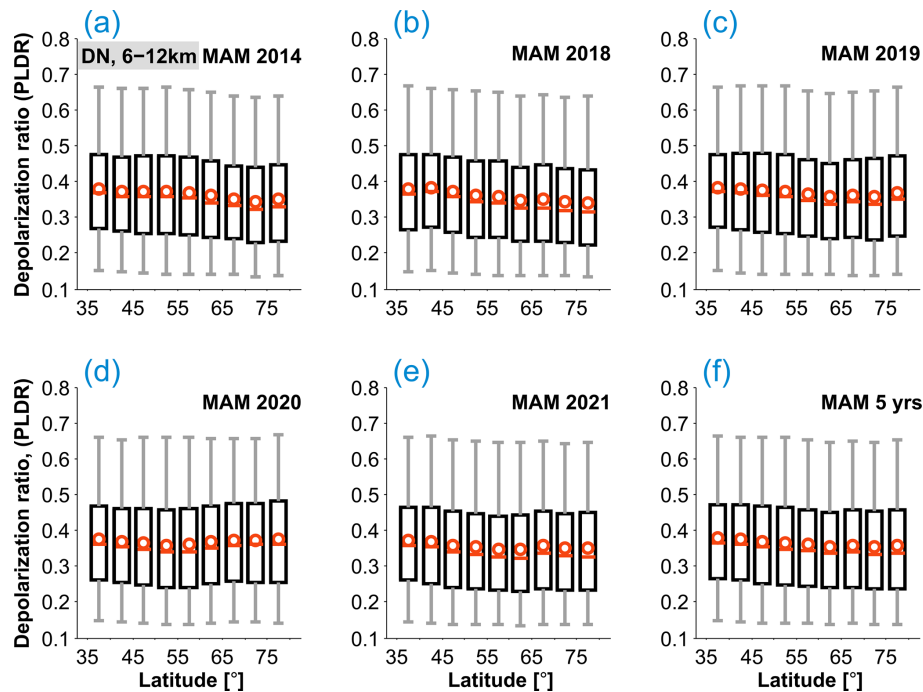 (a) (b) (c)
DN, 6−12km MAM 2014 MAM 2018 MAM 2019
Depolarization ratio (PLDR)
0.8 0.8 0.8
0.7 0.7 0.7
0.6 0.6 0.6
0.5 0.5 0.5
0.4 0.4 0.4
0.3 0.3 0.3
0.2 0.2 0.2
0.1 0.1 0.1
35 45 55 65 75 35 45 55 65 75 35 45 55 65 75
(d) (e) (f)
MAM 2020 MAM 2021 MAM 5 yrs
Depolarization ratio, (PLDR)
0.8 0.8 0.8
0.7 0.7 0.7
0.6 0.6 0.6
0.5 0.5 0.5
0.4 0.4 0.4
0.3 0.3 0.3
0.2 0.2 0.2
0.1 0.1 0.1
35 45 55 65 75 35 45 55 65 75 35 45 55 65 75
Latitude [°] Latitude [°] Latitude [°]